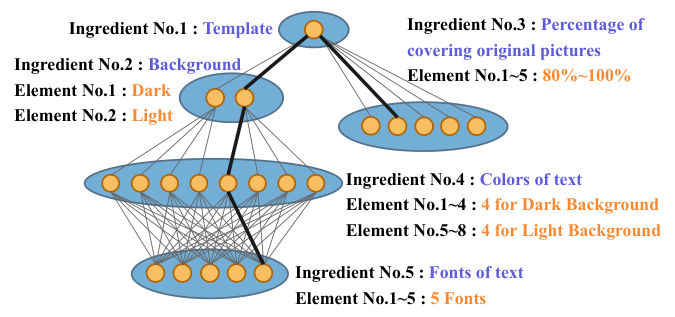 Ingredient No.1 : Template
Ingredient No.2 : Background
Element No.1 : Dark
Element No.2 : Light
Ingredient No.3 : Percentage of
covering original pictures
Element No.1~5 : 80%~100%
Ingredient No.4 : Colors of text
Element No.1~4 : 4 for Dark Background
Element No.5~8 : 4 for Light Background
Ingredient No.5 : Fonts of text
Element No.1~5 : 5 Fonts